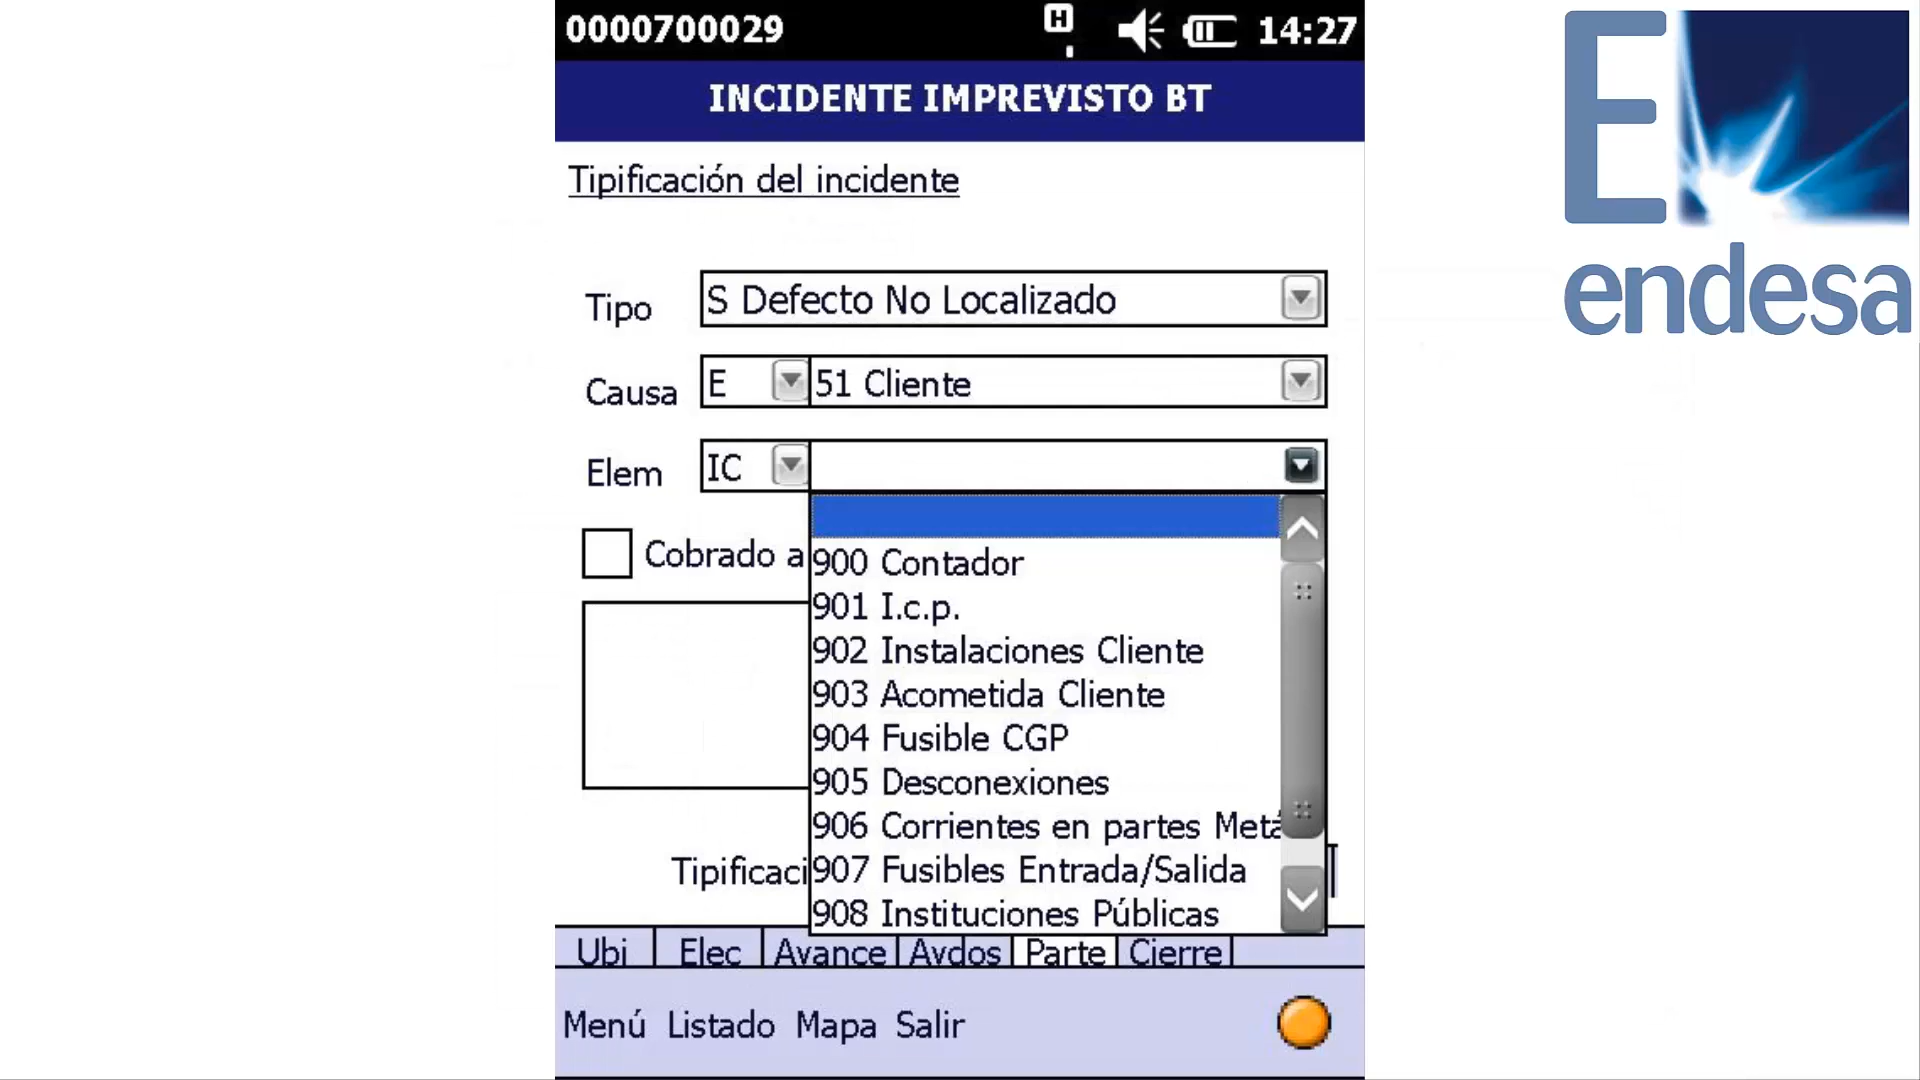 0000700029 H 14:27
INCIDENTE IMPREVISTO BT
Tipificación del incidente
Tipo S Defecto No Localizado
Causa E 51 Cliente
Elem IC
Cobrado a
900 Contador
901 I.c.p.
902 Instalaciones Cliente
903 Acometida Cliente
904 Fusible CGP
905 Desconexiones
906 Corrientes en partes Metá
907 Fusibles Entrada/Salida
908 Instituciones Públicas
Tipificaci
Ubi Elec Avance Avdos Parte Cierre
Menú Listado Mapa Salir
E
endesa